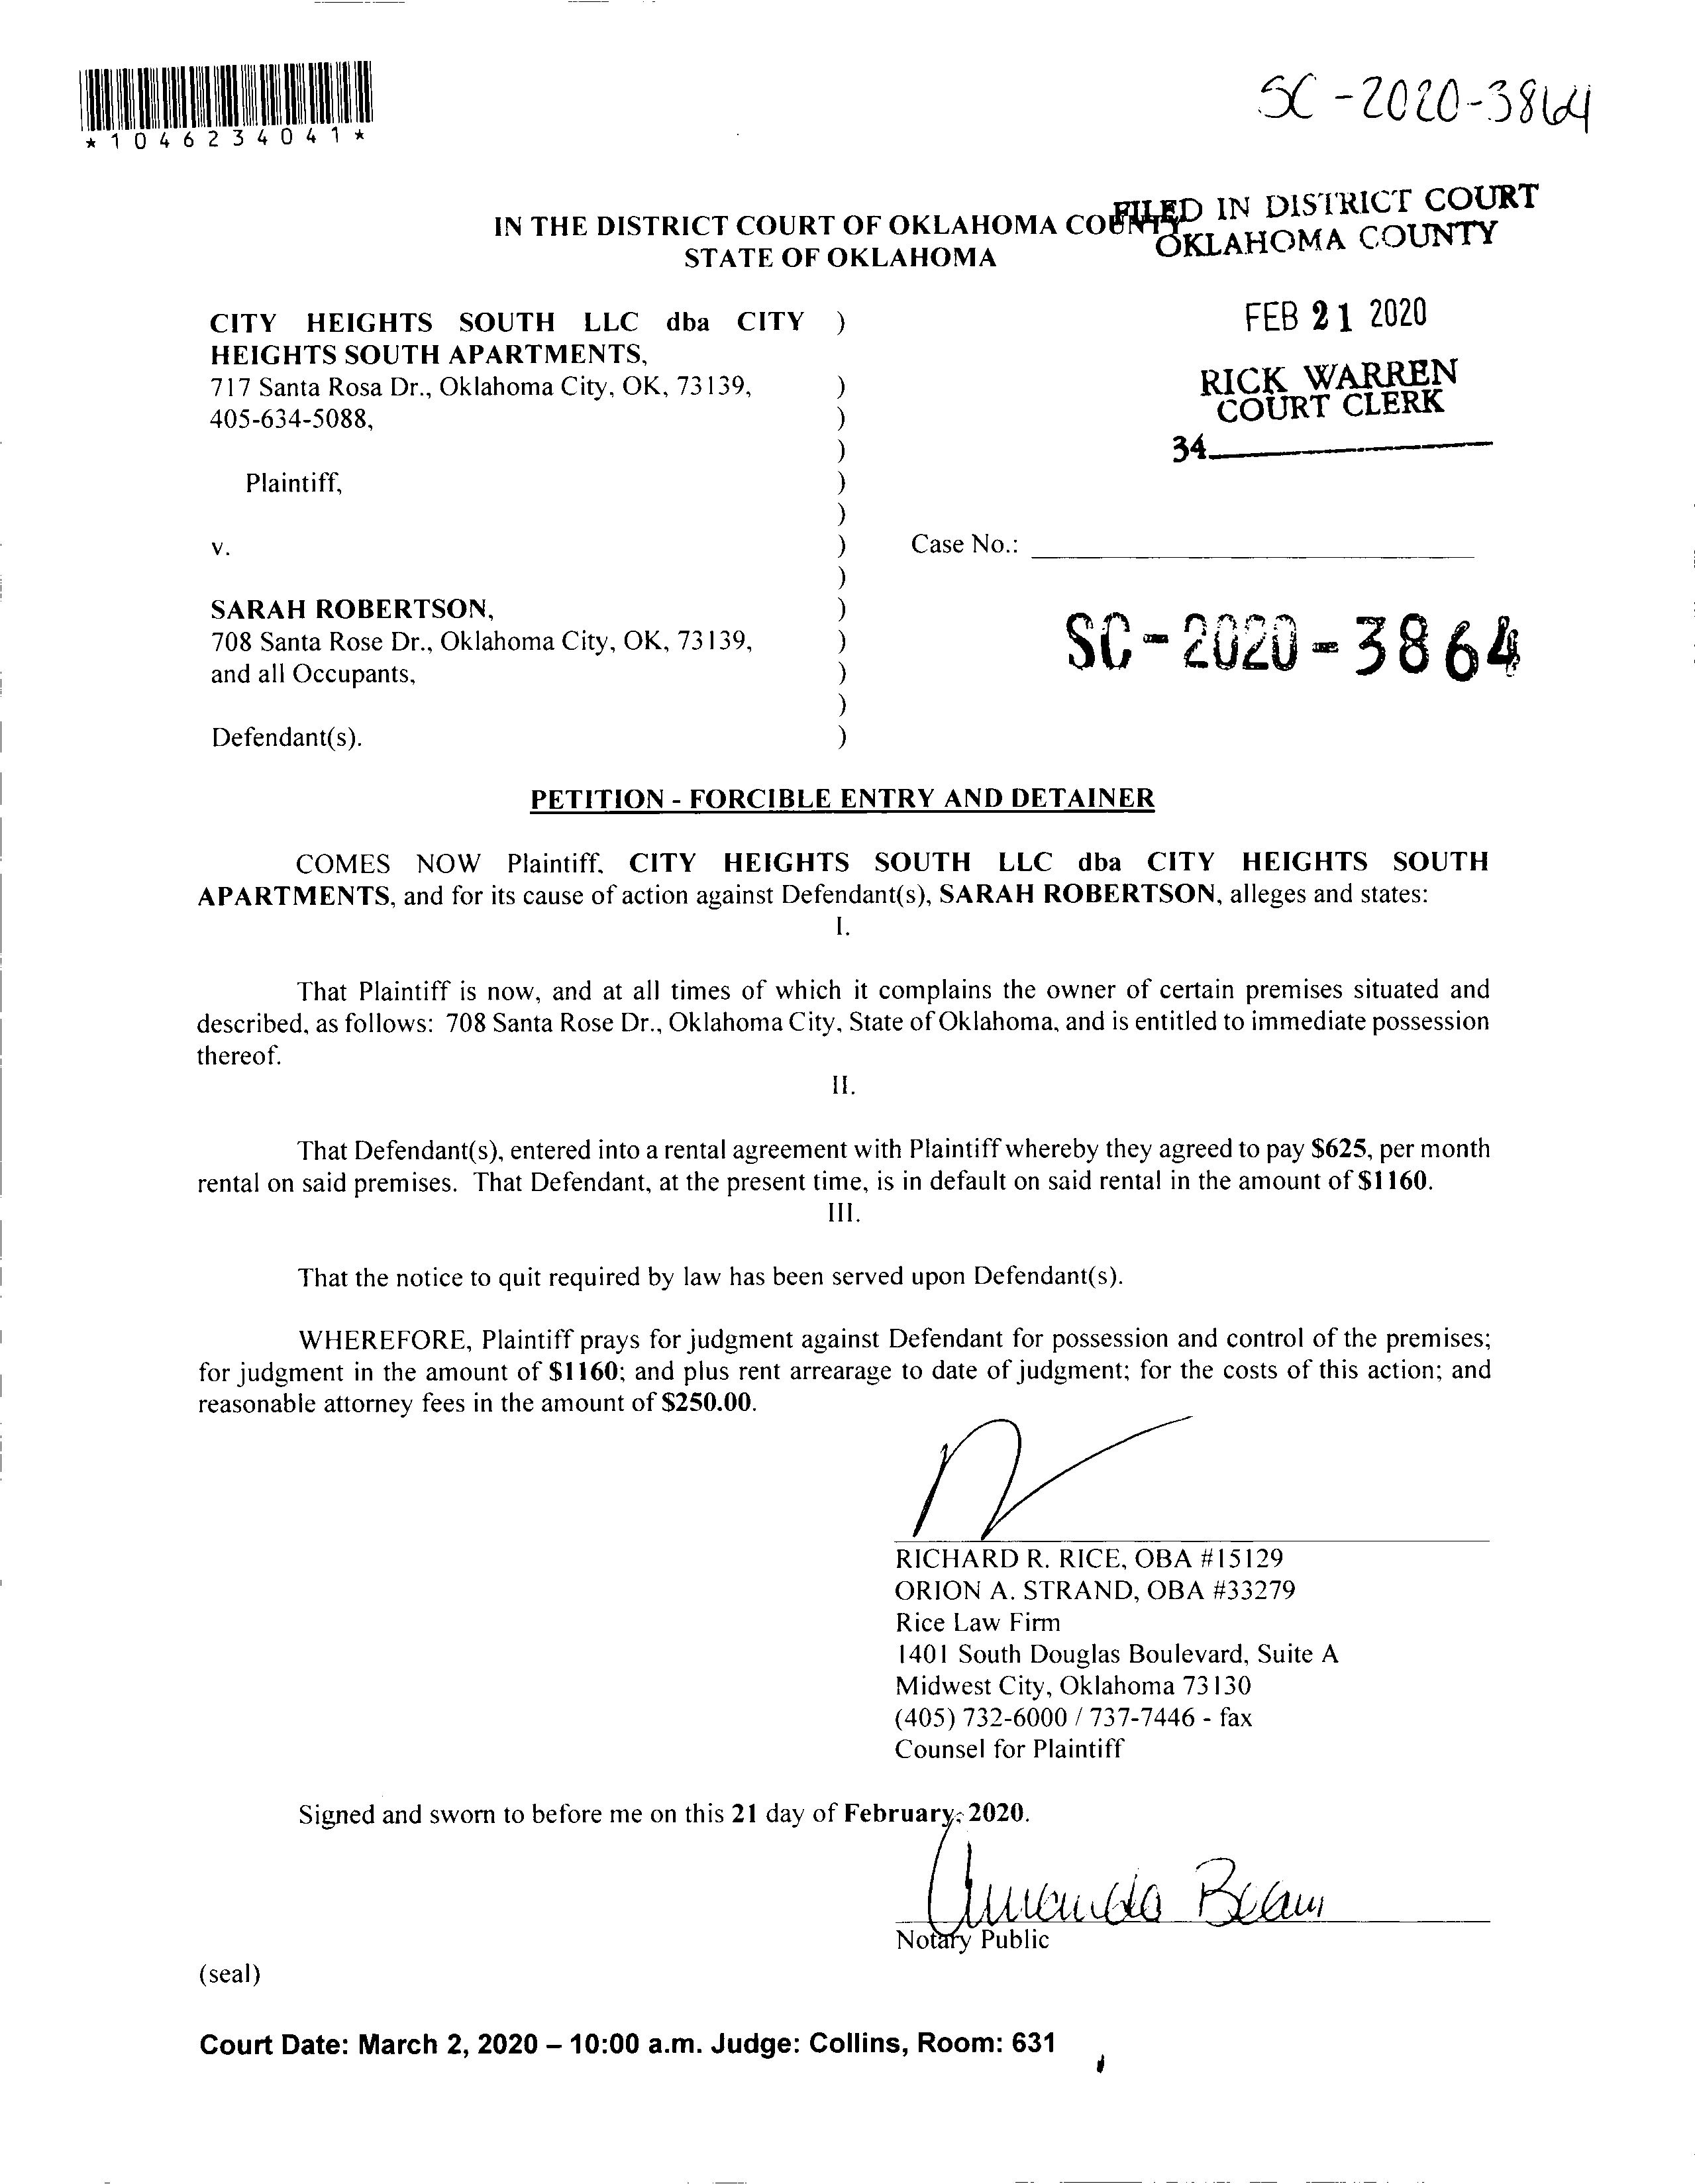 *1046234041*
SC-2020-3864
IN THE DISTRICT COURT OF OKLAHOMA COUNTY
STATE OF OKLAHOMA
FILED IN DISTRICT COURT
OKLAHOMA COUNTY
FEB 21 2020
RICK WARREN
COURT CLERK
34
CITY HEIGHTS SOUTH LLC dba CITY )
HEIGHTS SOUTH APARTMENTS,
717 Santa Rosa Dr., Oklahoma City, OK, 73139, )
405-634-5088, )
)
Plaintiff, )
)
v. ) Case No.:
)
SARAH ROBERTSON, )
708 Santa Rose Dr., Oklahoma City, OK, 73139, )
and all Occupants, )
)
Defendant(s). )
SC-2020-3864
PETITION - FORCIBLE ENTRY AND DETAINER
COMES NOW Plaintiff, CITY HEIGHTS SOUTH LLC dba CITY HEIGHTS SOUTH
APARTMENTS, and for its cause of action against Defendant(s), SARAH ROBERTSON, alleges and states:
I.
That Plaintiff is now, and at all times of which it complains the owner of certain premises situated and
described, as follows: 708 Santa Rose Dr., Oklahoma City, State of Oklahoma, and is entitled to immediate possession
thereof.
II.
That Defendant(s), entered into a rental agreement with Plaintiff whereby they agreed to pay $625, per month
rental on said premises. That Defendant, at the present time, is in default on said rental in the amount of $1160.
III.
That the notice to quit required by law has been served upon Defendant(s).
WHEREFORE, Plaintiff prays for judgment against Defendant for possession and control of the premises;
for judgment in the amount of $1160; and plus rent arrearage to date of judgment; for the costs of this action; and
reasonable attorney fees in the amount of $250.00.
RICHARD R. RICE, OBA #15129
ORION A. STRAND, OBA #33279
Rice Law Firm
1401 South Douglas Boulevard, Suite A
Midwest City, Oklahoma 73130
(405) 732-6000 / 737-7446 - fax
Counsel for Plaintiff
Signed and sworn to before me on this 21 day of February, 2020.
Amanda Beam
Notary Public
(seal)
Court Date: March 2, 2020 – 10:00 a.m. Judge: Collins, Room: 631